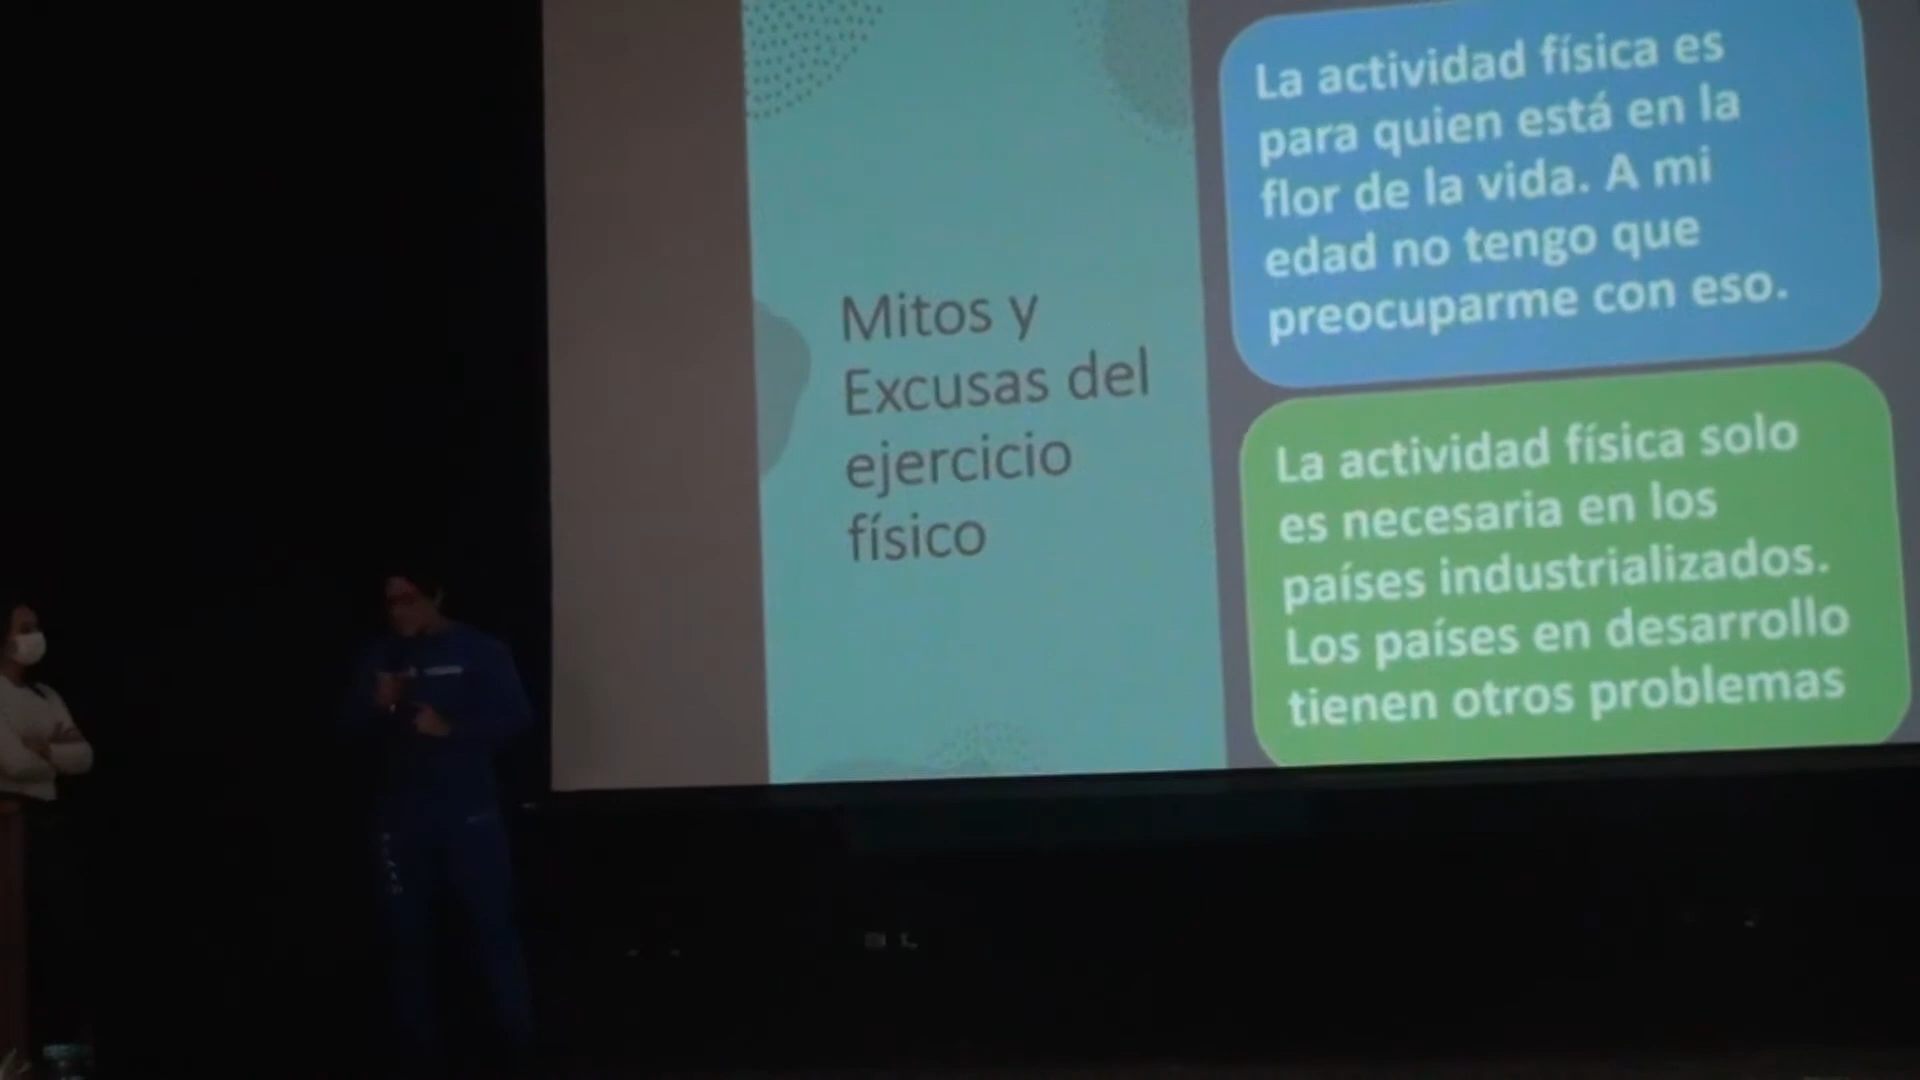 Mitos y
Excusas del
ejercicio
físico
La actividad física es
para quien está en la
flor de la vida. A mi
edad no tengo que
preocuparme con eso.
La actividad física solo
es necesaria en los
países industrializados.
Los países en desarrollo
tienen otros problemas